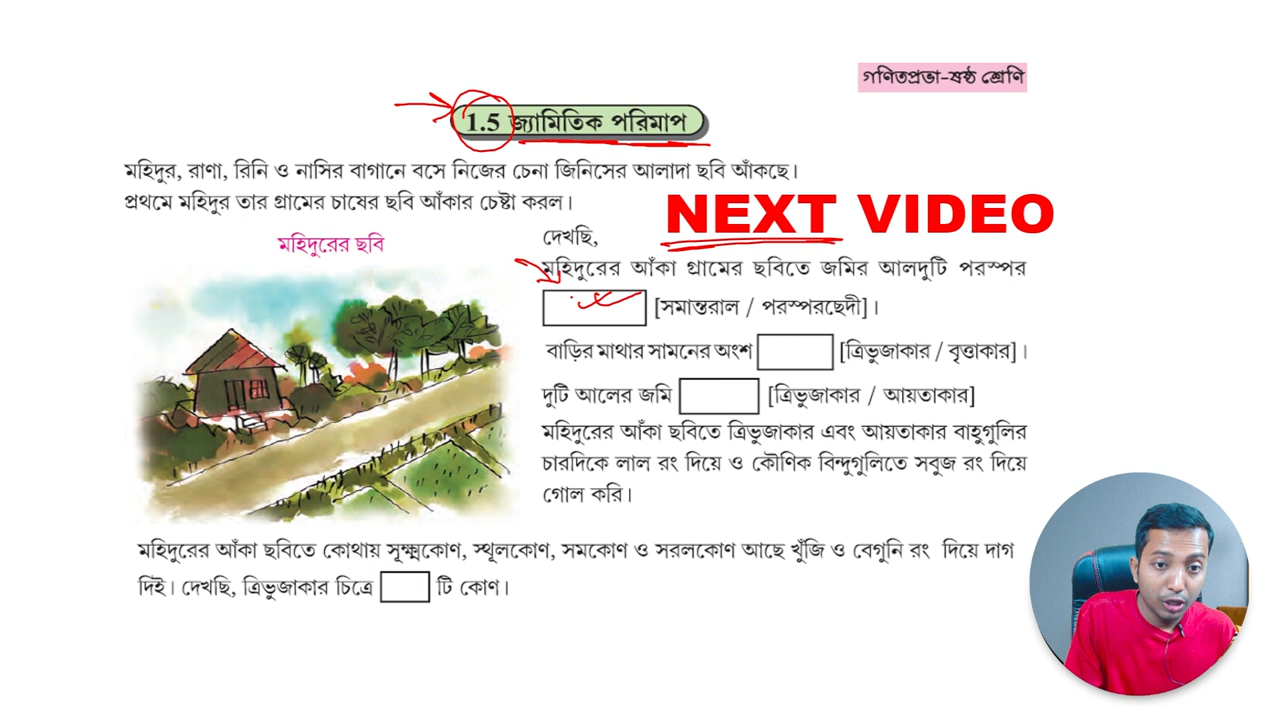 গণিতপ্রভা-ষষ্ঠ শ্রেণি
1.5 জ্যামিতিক পরিমাপ
মহিদুর, রাণা, রিনি ও নাসির বাগানে বসে নিজের চেনা জিনিসের আলাদা ছবি আঁকছে।
প্রথমে মহিদুর তার গ্রামের চাষের ছবি আঁকার চেষ্টা করল।
NEXT VIDEO
মহিদুরের ছবি
দেখছি,
মহিদুরের আঁকা গ্রামের ছবিতে জমির আলদুটি পরস্পর
[সমান্তরাল / পরস্পরছেদী]।
বাড়ির মাথার সামনের অংশ [ত্রিভুজাকার / বৃত্তাকার]।
দুটি আলের জমি [ত্রিভুজাকার / আয়তাকার]
মহিদুরের আঁকা ছবিতে ত্রিভুজাকার এবং আয়তাকার বাহুগুলির
চারদিকে লাল রং দিয়ে ও কৌণিক বিন্দুগুলিতে সবুজ রং দিয়ে
গোল করি।
মহিদুরের আঁকা ছবিতে কোথায় সূক্ষ্মকোণ, স্থূলকোণ, সমকোণ ও সরলকোণ আছে খুঁজি ও বেগুনি রং দিয়ে দাগ
দিই। দেখছি, ত্রিভুজাকার চিত্রে টি কোণ।